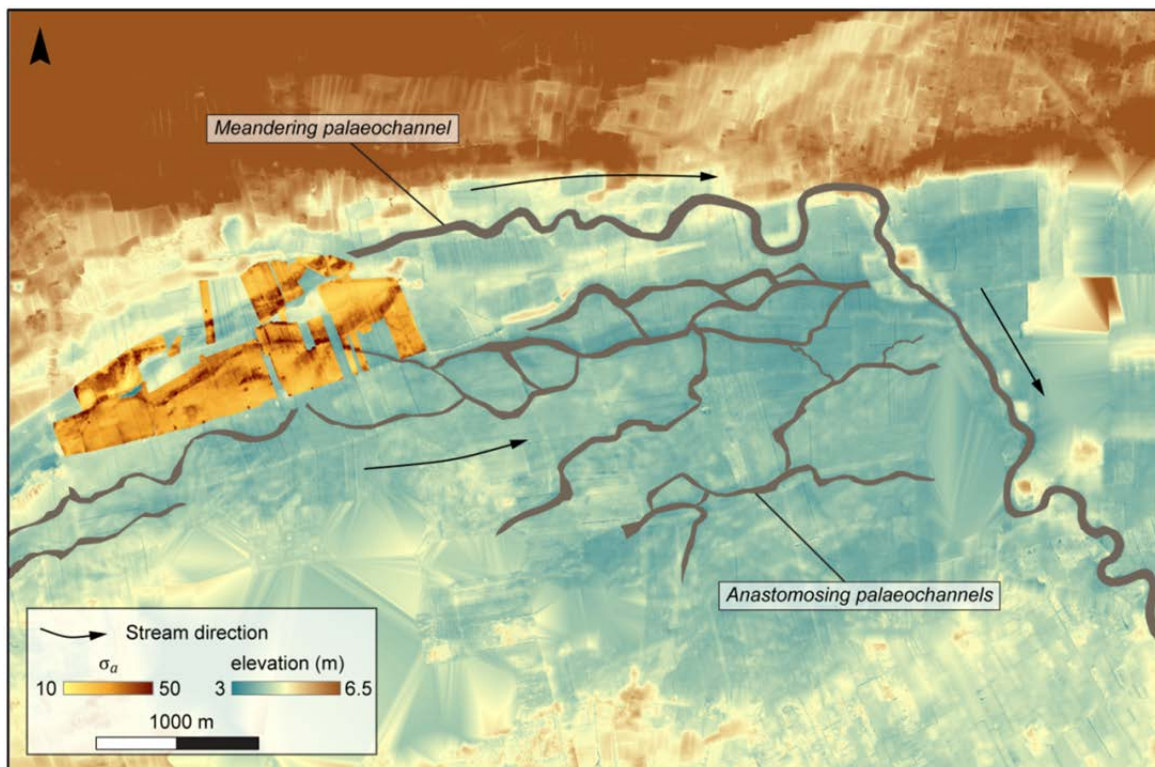 Meandering palaeochannel
Anastomosing palaeochannels
Stream direction
σₐ elevation (m)
10 50 3 6.5
1000 m